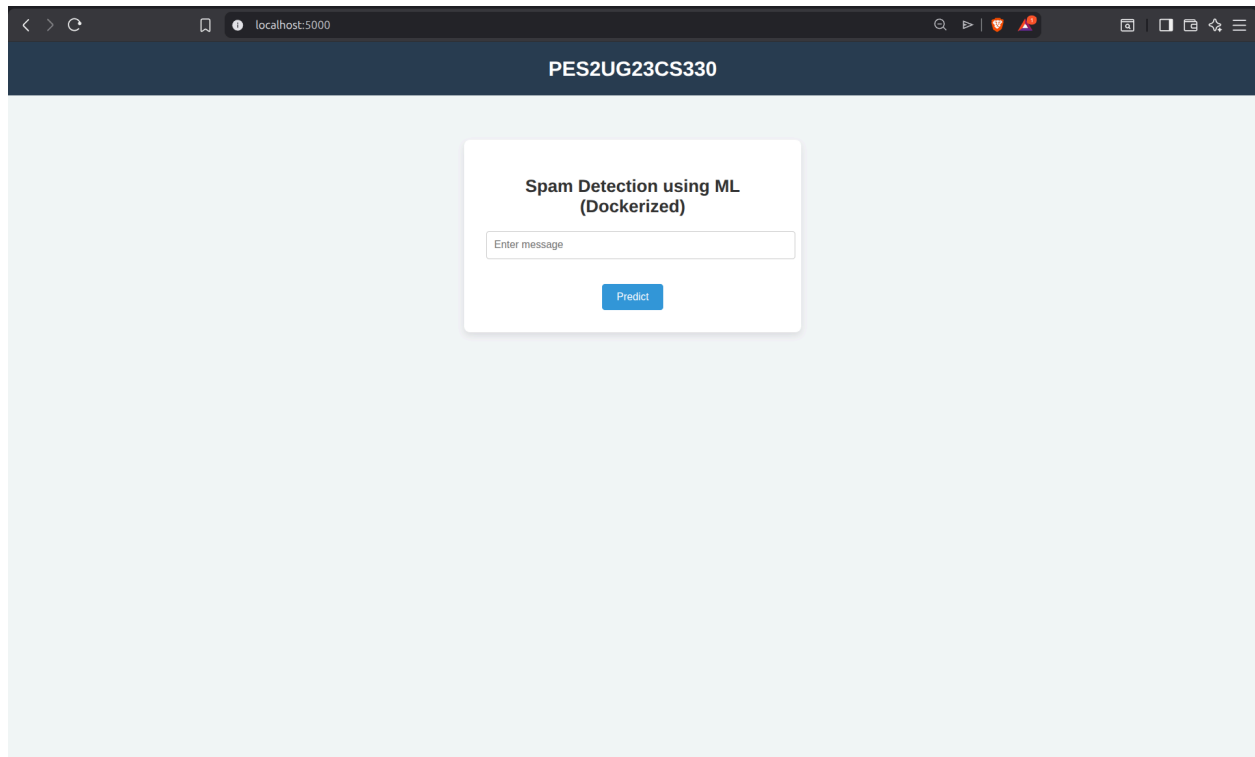 localhost:5000
PES2UG23CS330
Spam Detection using ML
(Dockerized)
Enter message
Predict